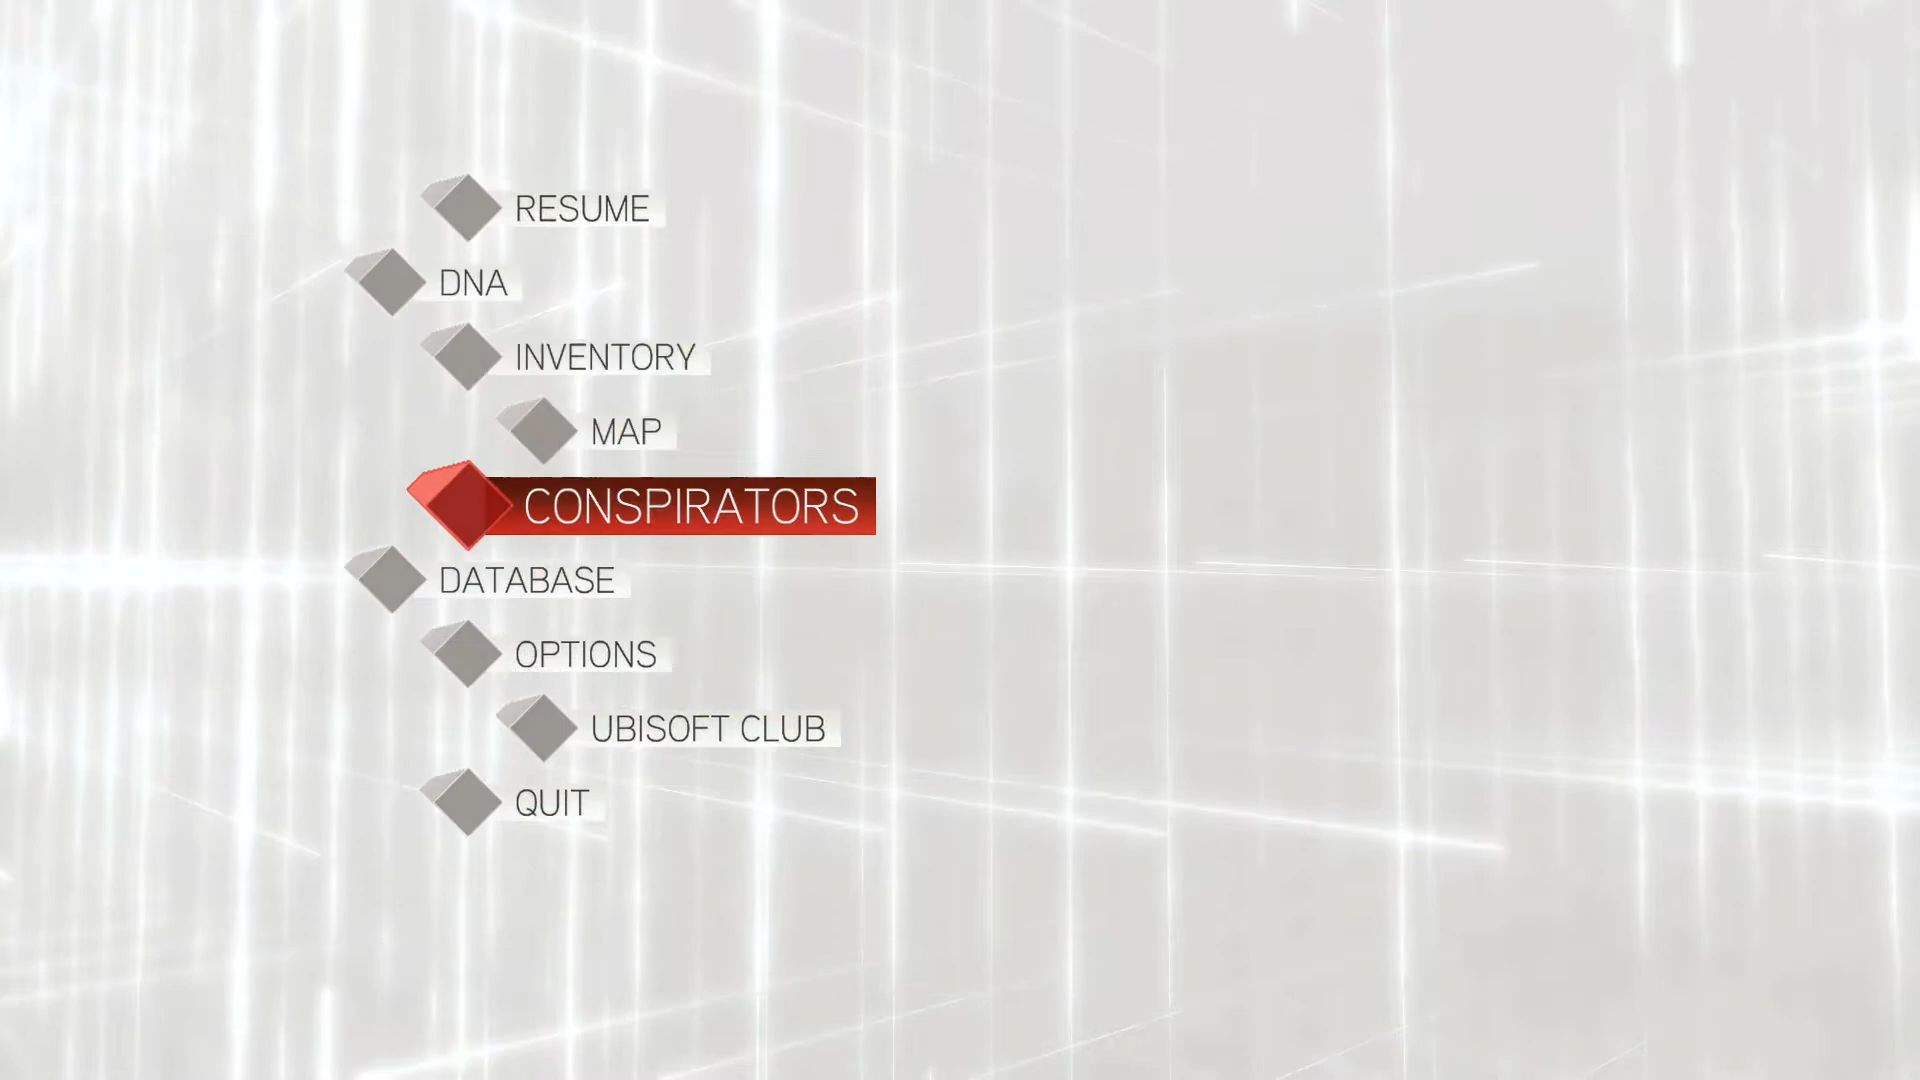 RESUME
DNA
INVENTORY
MAP
CONSPIRATORS
DATABASE
OPTIONS
UBISOFT CLUB
QUIT